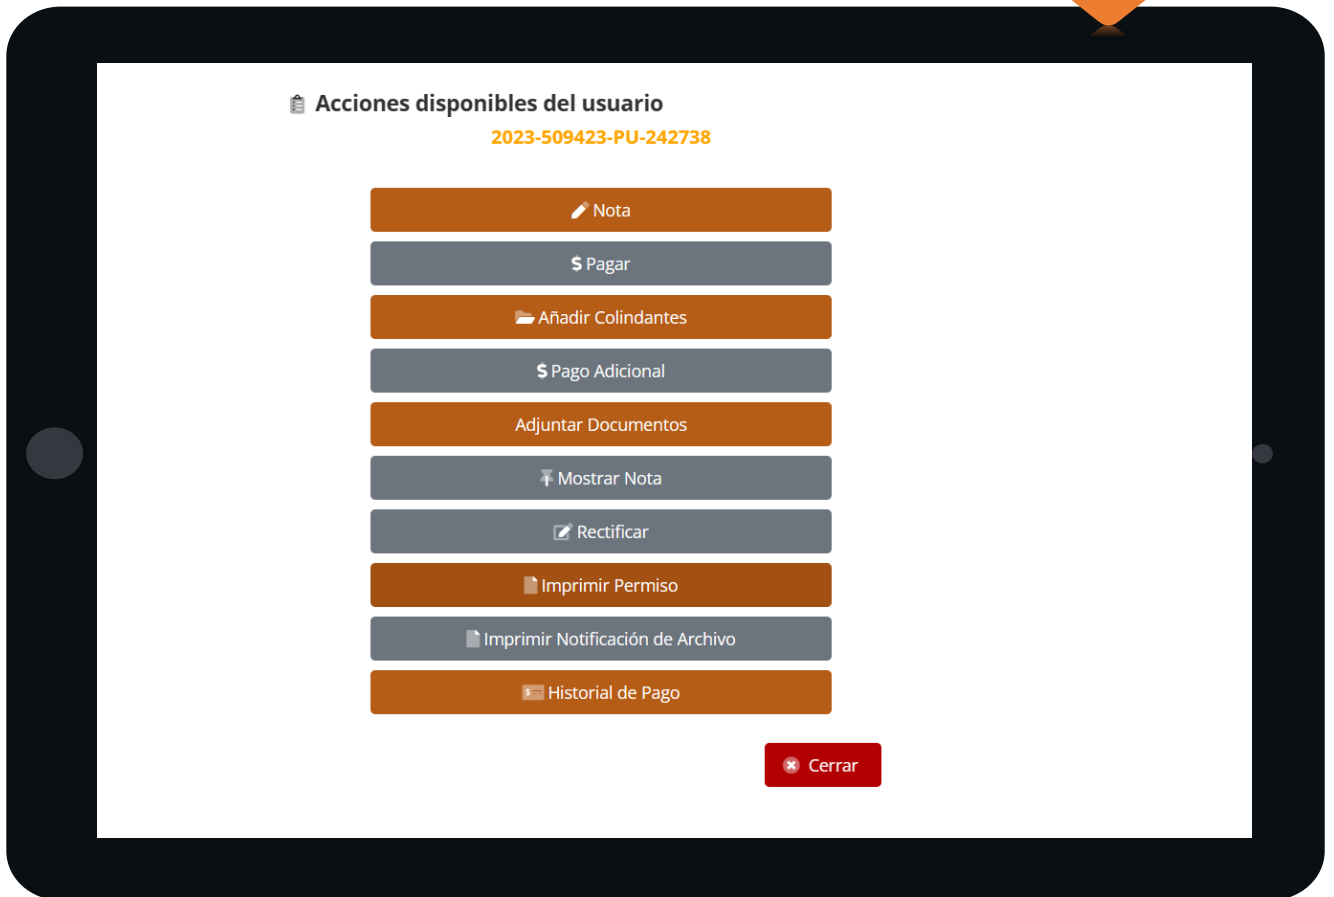 Acciones disponibles del usuario
2023-509423-PU-242738
Nota
$ Pagar
Añadir Colindantes
$ Pago Adicional
Adjuntar Documentos
Mostrar Nota
Rectificar
Imprimir Permiso
Imprimir Notificación de Archivo
Historial de Pago
Cerrar